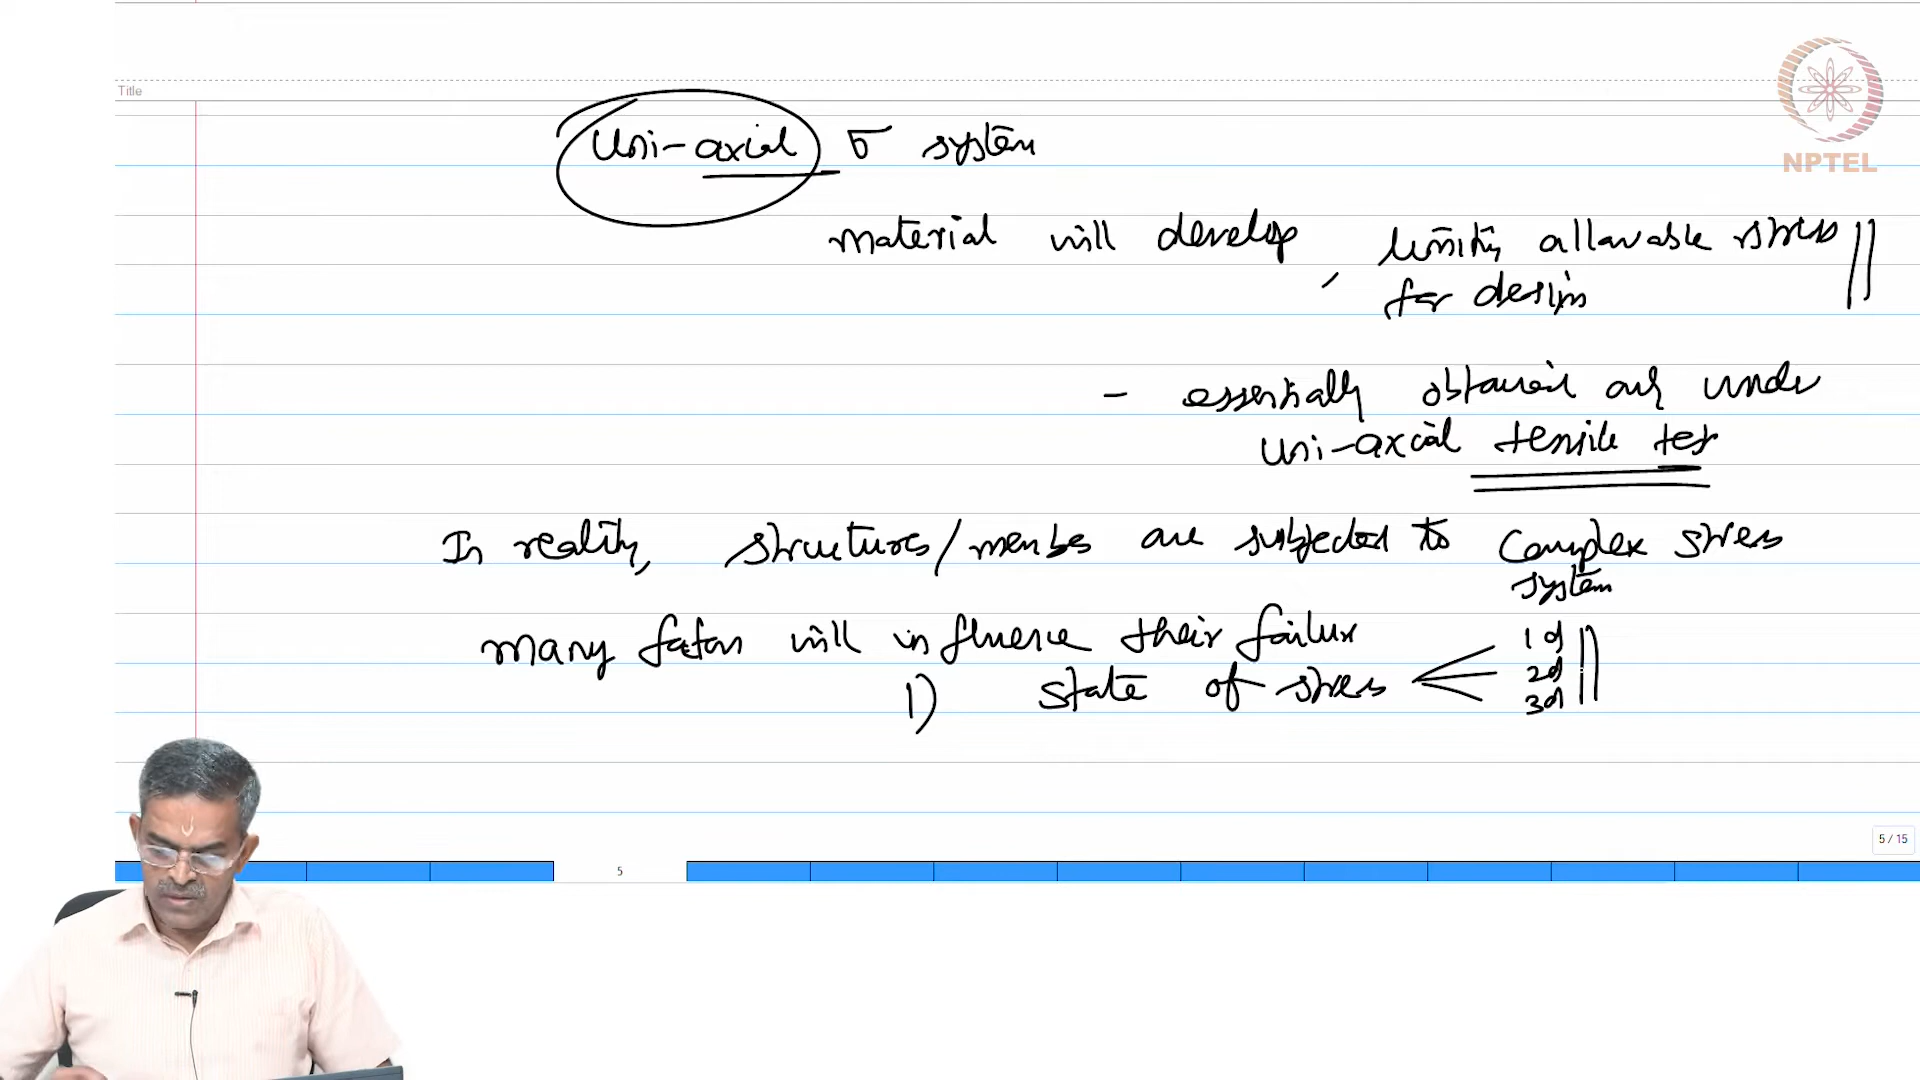 Title
NPTEL
Uni-axial σ system
material will develop, limiting allowable stress
for design
- essentially obtained only under
Uni-axial tensile test
In reality, structures/members are subjected to complex stress
system
many factors will influence their failure
1) state of stress
1d
2d
3d
5 / 15
5